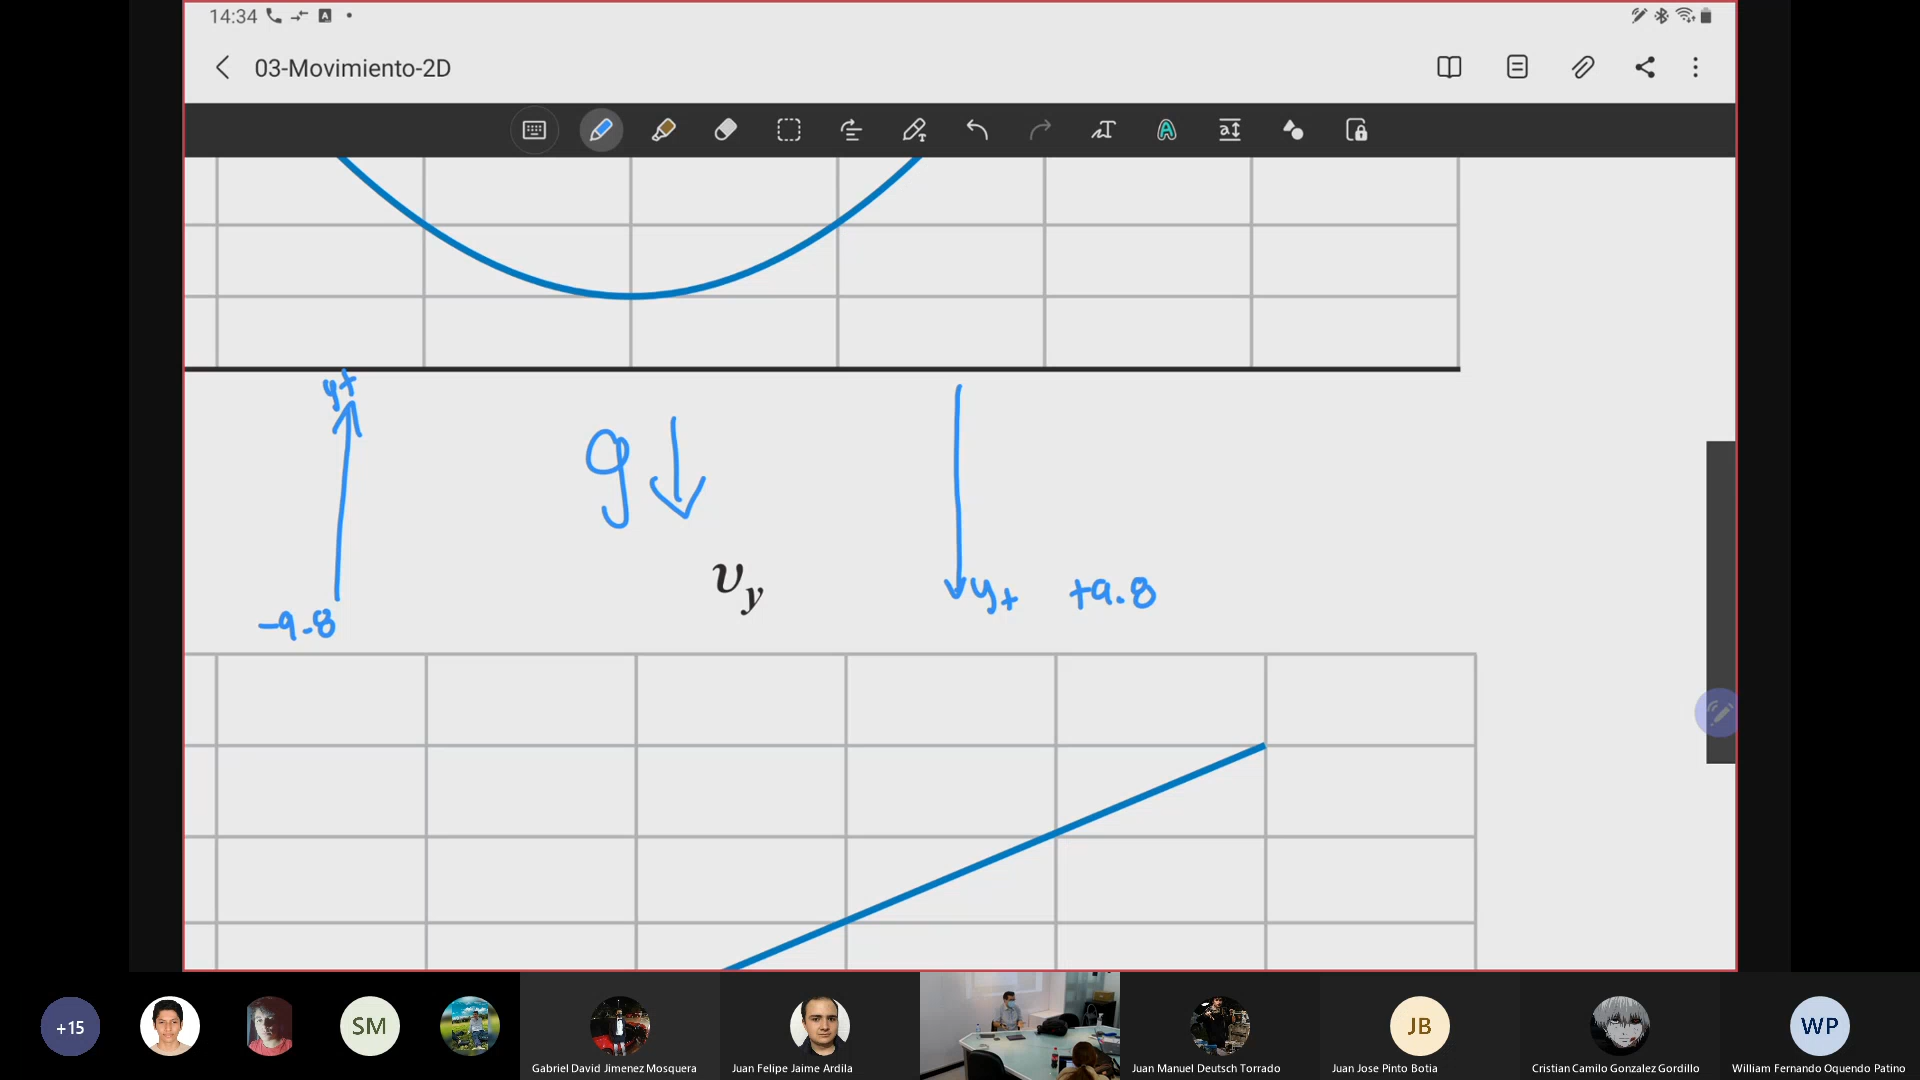 14:34
03-Movimiento-2D
y+
g
-9.8
v_y
y+ +9.8
+15
SM
JB
WP
Gabriel David Jimenez Mosquera
Juan Felipe Jaime Ardila
Juan Manuel Deutsch Torrado
Juan Jose Pinto Botia
Cristian Camilo Gonzalez Gordillo
William Fernando Oquendo Patino